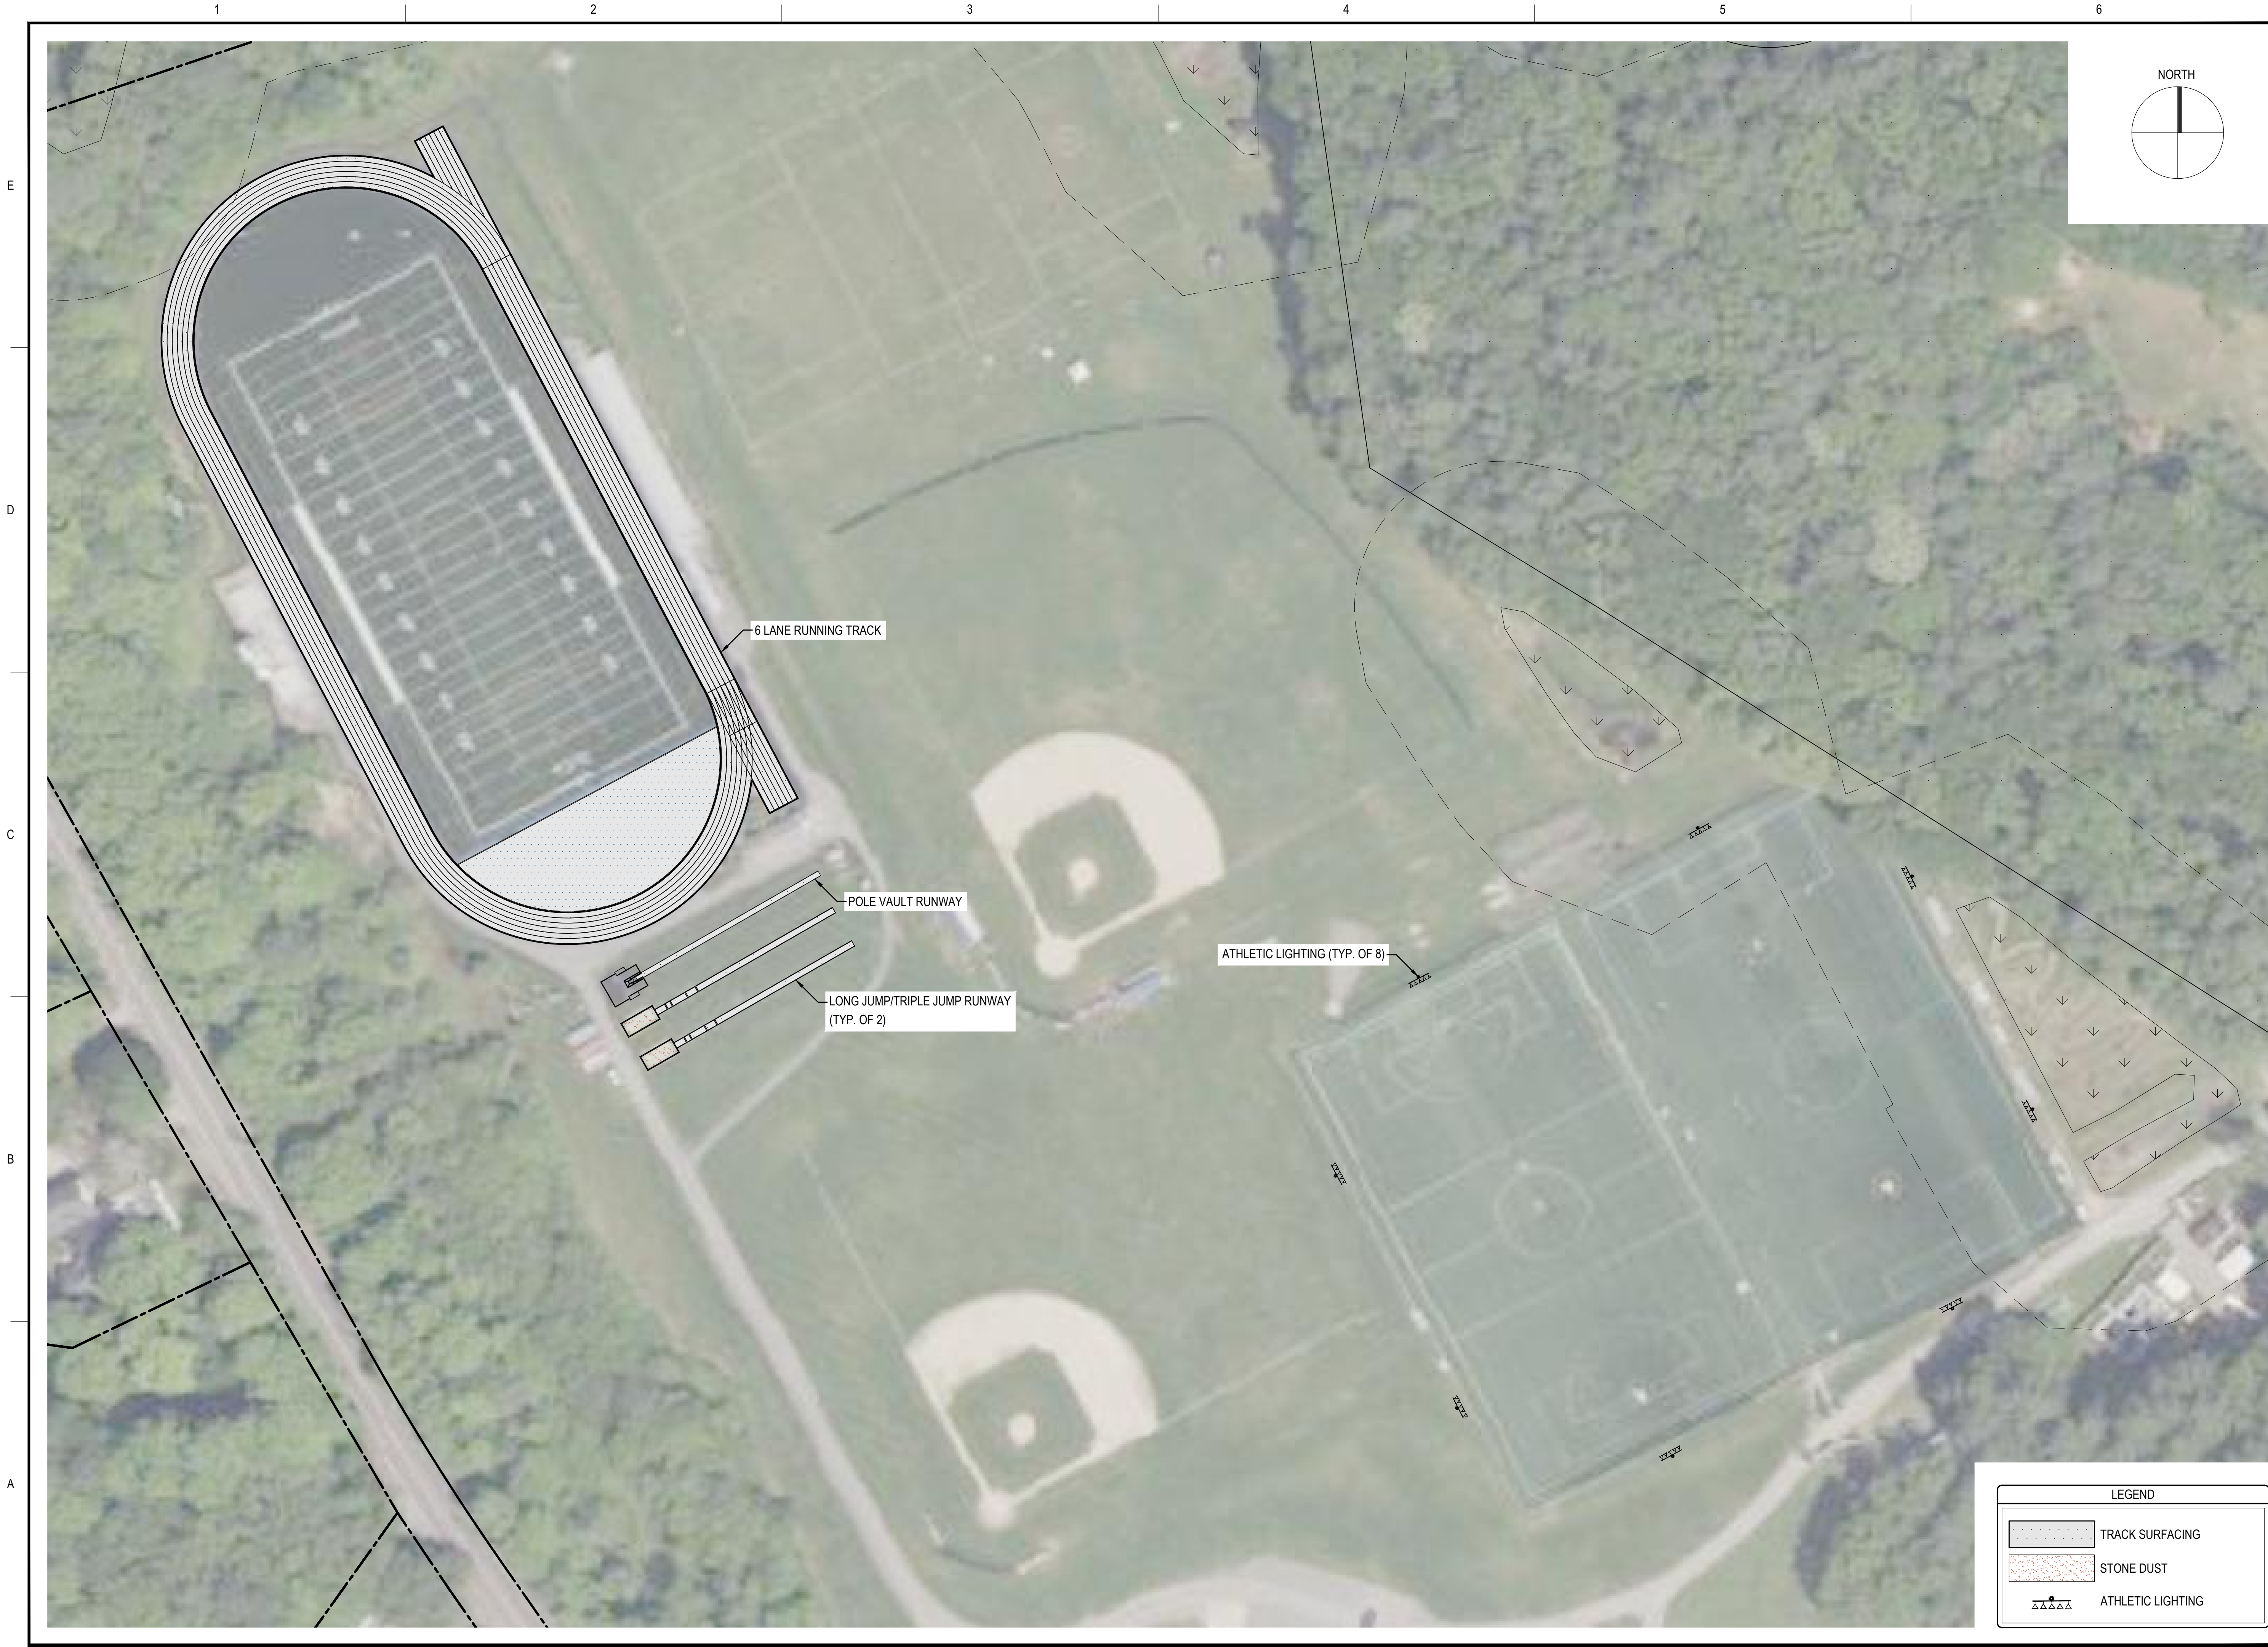 1 2 3 4 5 6
NORTH
E
D
6 LANE RUNNING TRACK
C
POLE VAULT RUNWAY
ATHLETIC LIGHTING (TYP. OF 8)
LONG JUMP/TRIPLE JUMP RUNWAY
(TYP. OF 2)
B
A
LEGEND
TRACK SURFACING
STONE DUST
ATHLETIC LIGHTING